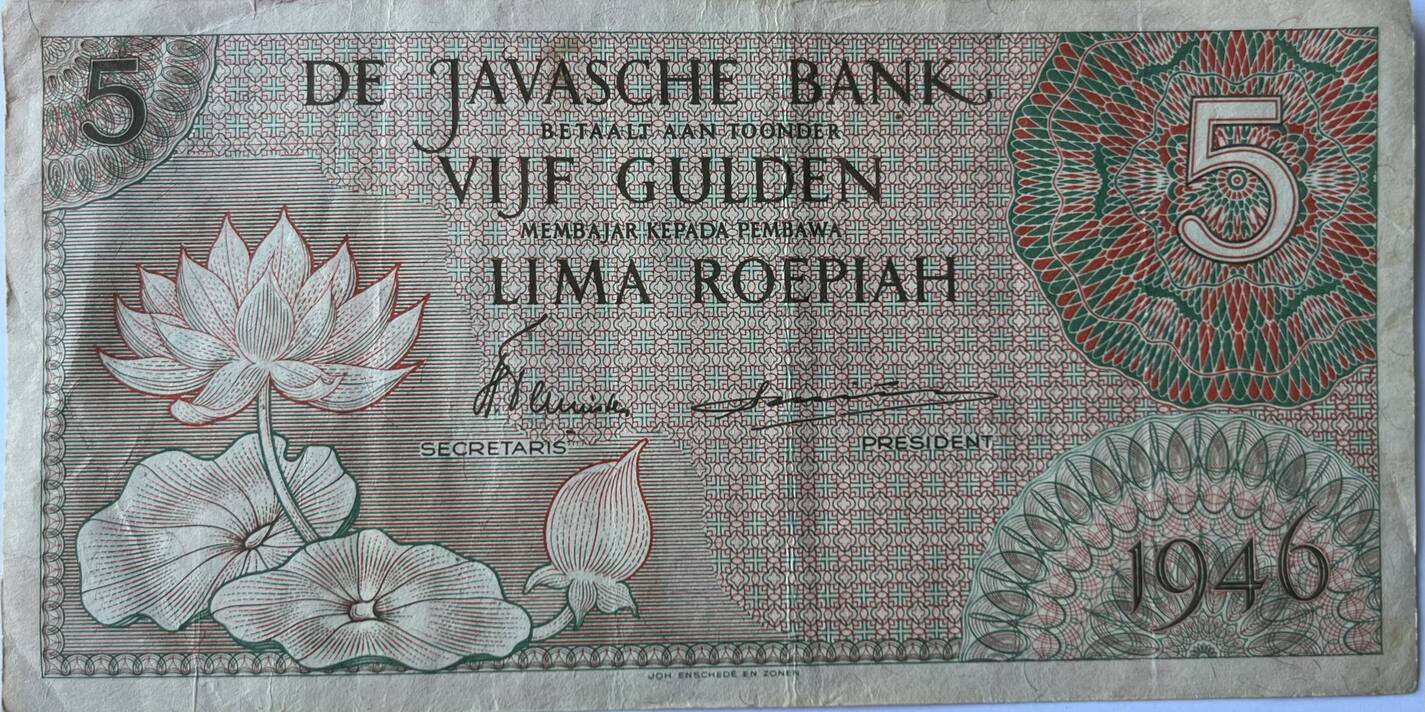 5
DE JAVASCHE BANK
BETAALT AAN TOONDER
VIJF GULDEN
MEMBAJAR KEPADA PEMBAWA
LIMA ROEPIAH
5
SECRETARIS
PRESIDENT
1946
JOH ENSCHEDE EN ZONEN